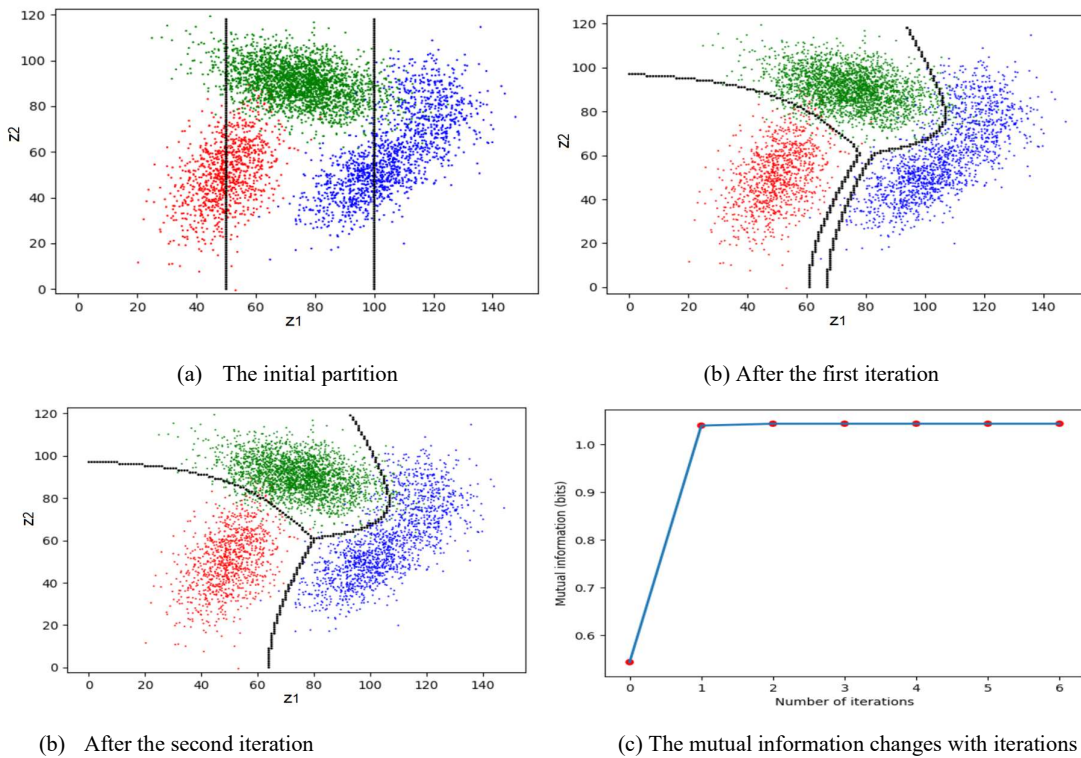 120
100
80
60
40
20
0
z2
0 20 40 60 80 100 120 140
z1
(a) The initial partition
120
100
80
60
40
20
0
z2
0 20 40 60 80 100 120 140
z1
(b) After the first iteration
120
100
80
60
40
20
0
z2
0 20 40 60 80 100 120 140
z1
(b) After the second iteration
1.0
0.9
0.8
0.7
0.6
Mutual information (bits)
0 1 2 3 4 5 6
Number of iterations
(c) The mutual information changes with iterations